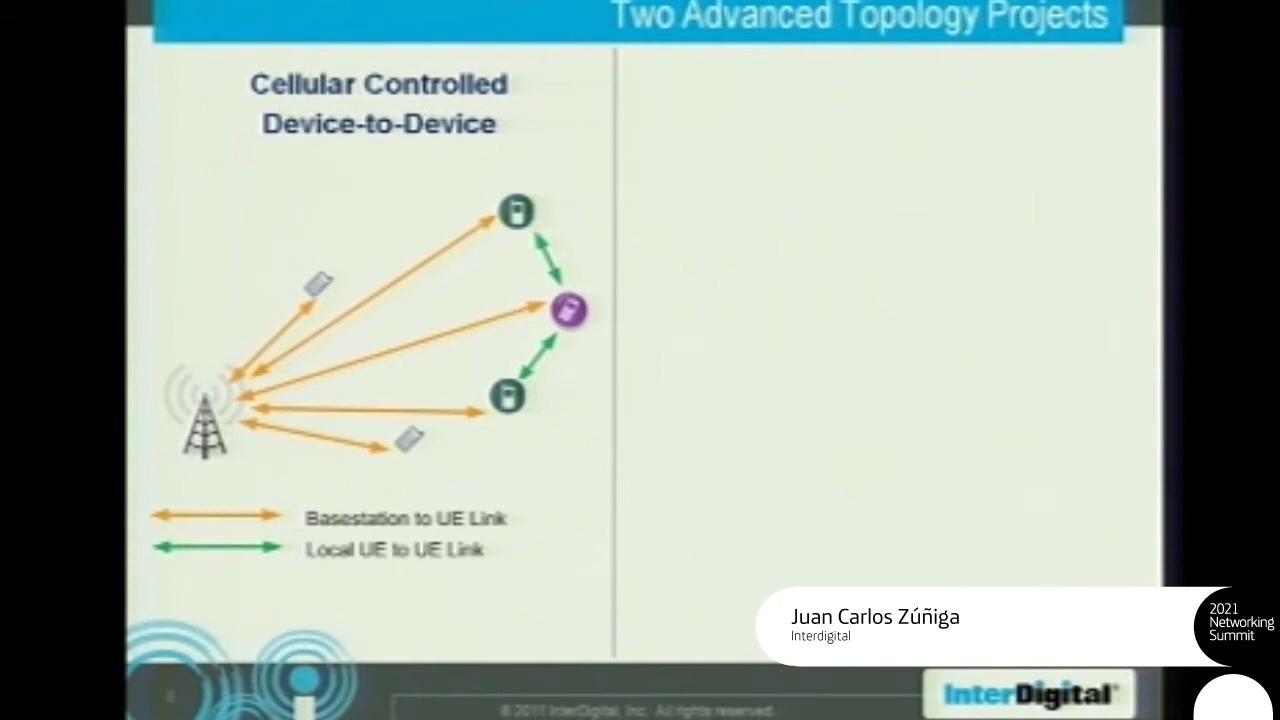 Two Advanced Topology Projects
Cellular Controlled
Device-to-Device
Basestation to UE Link
Local UE to UE Link
Juan Carlos Zúñiga
Interdigital
2021
Networking
Summit
© 2011 InterDigital, Inc. All rights reserved
InterDigital